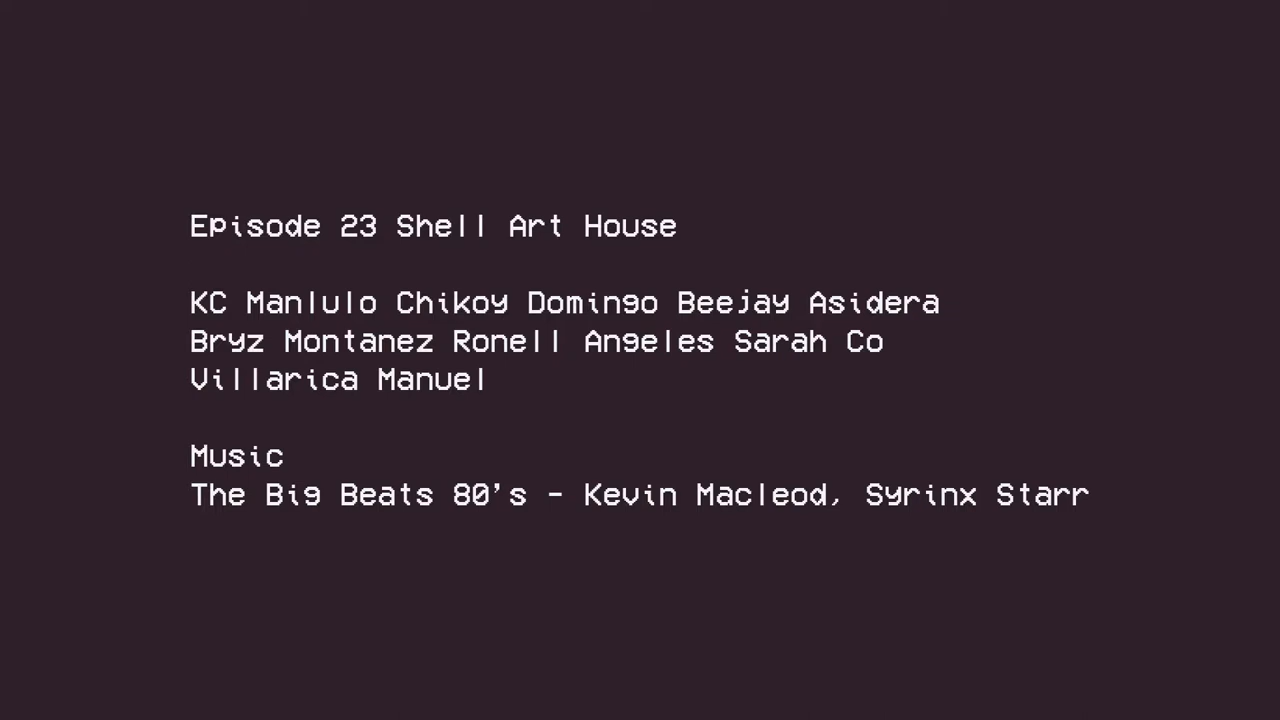 Episode 23 Shell Art House
KC Manlulo Chikoy Domingo Beejay Asidera
Bryz Montanez Ronell Angeles Sarah Co
Villarica Manuel
Music
The Big Beats 80's - Kevin Macleod, Syrinx Starr